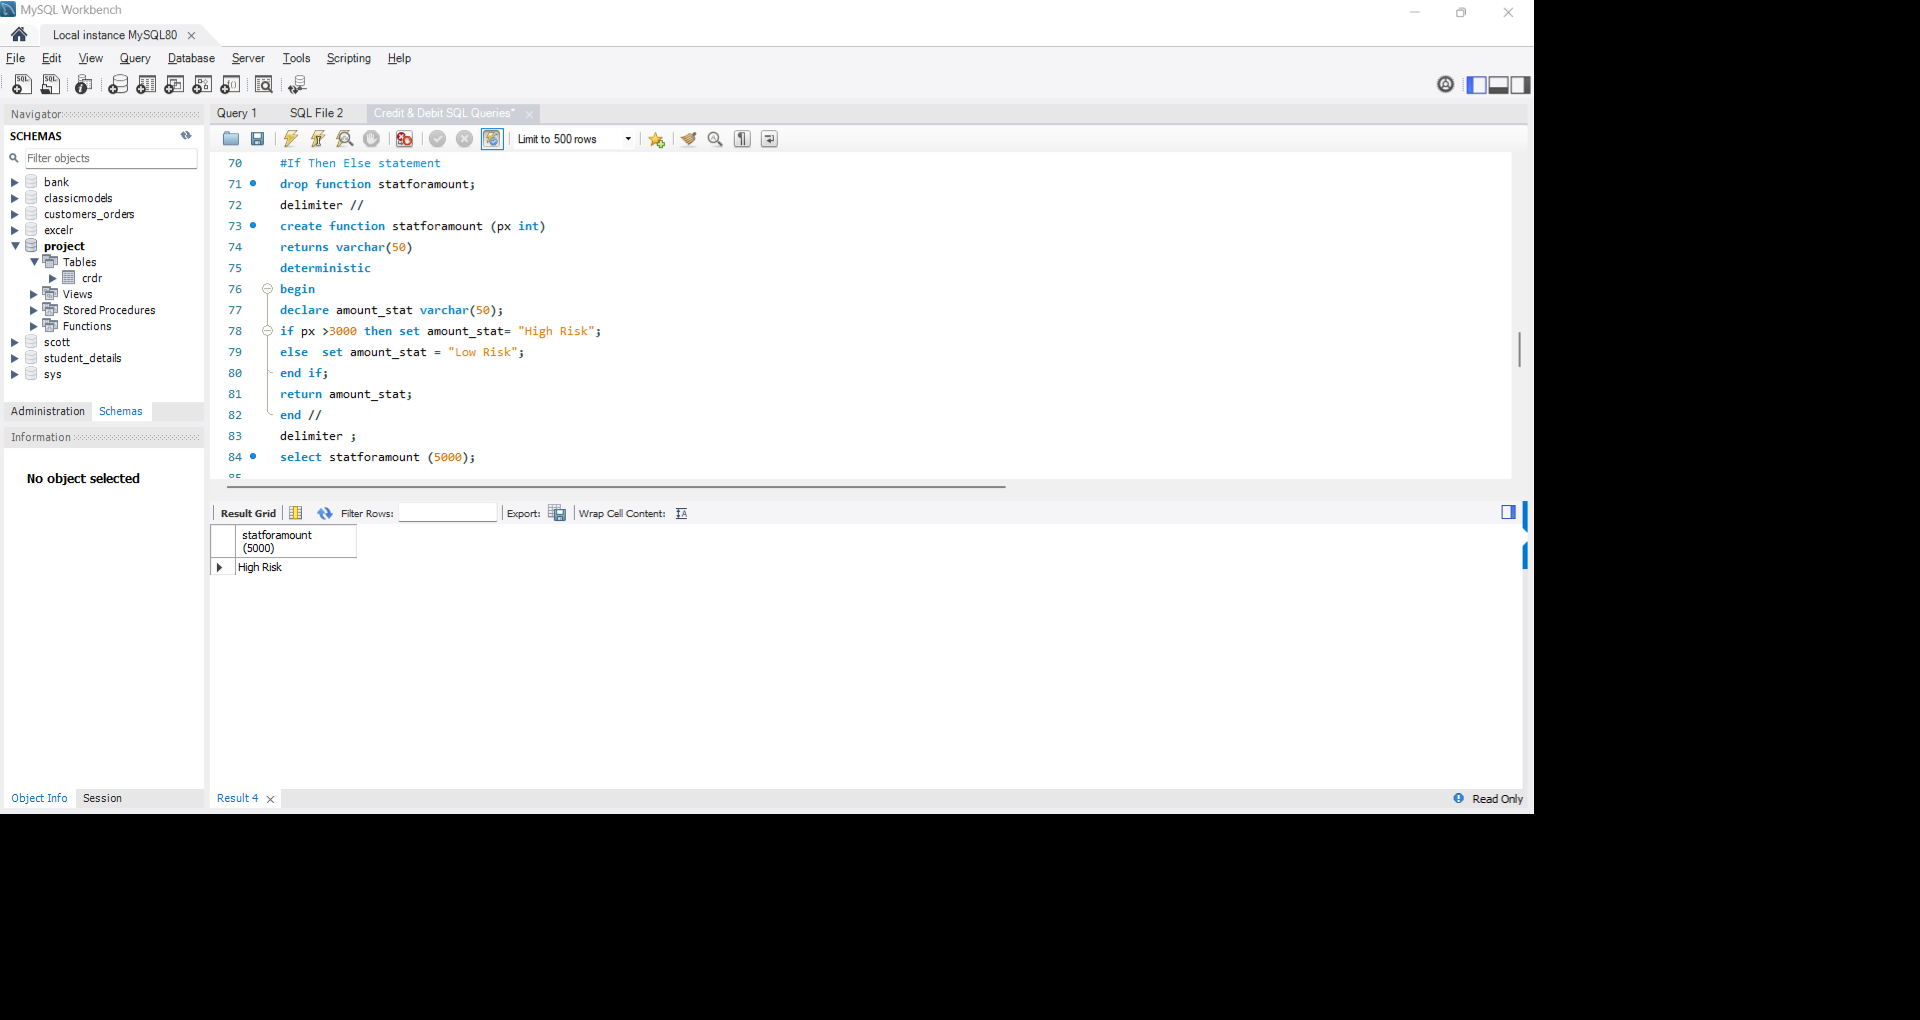 MySQL Workbench
Local instance MySQL80
File Edit View Query Database Server Tools Scripting Help
Navigator
SCHEMAS
Filter objects
bank
classicmodels
customers_orders
excelr
project
Tables
crdr
Views
Stored Procedures
Functions
scott
student_details
sys
Administration Schemas
Information
No object selected
Object Info Session
Query 1 SQL File 2 Credit & Debit SQL Queries*
Limit to 500 rows
70 #If Then Else statement
71 drop function statforamount;
72 delimiter //
73 create function statforamount (px int)
74 returns varchar(50)
75 deterministic
76 begin
77 declare amount_stat varchar(50);
78 if px >3000 then set amount_stat= "High Risk";
79 else  set amount_stat = "Low Risk";
80 end if;
81 return amount_stat;
82 end //
83 delimiter ;
84 select statforamount (5000);
85
Result Grid Filter Rows: Export: Wrap Cell Content:
statforamount
(5000)
High Risk
Result 4
Read Only